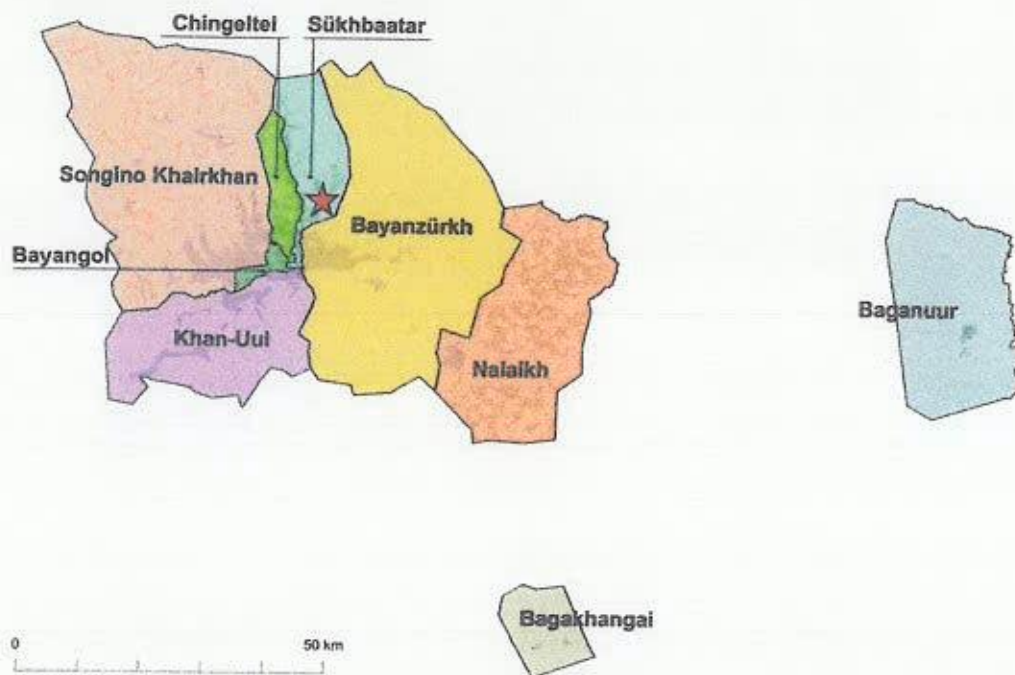 Chingeltei
Sükhbaatar
Songino Khairkhan
Bayanzürkh
Bayangol
Khan-Uul
Nalaikh
Baganuur
Bagakhangai
0
50 km